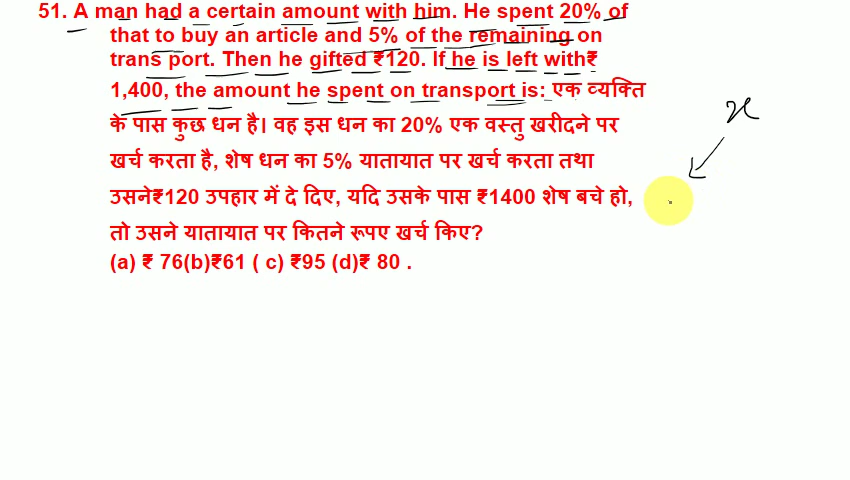 51. A man had a certain amount with him. He spent 20% of
that to buy an article and 5% of the remaining on
trans port. Then he gifted ₹120. If he is left with₹
1,400, the amount he spent on transport is: एक व्यक्ति
के पास कुछ धन है। वह इस धन का 20% एक वस्तु खरीदने पर
खर्च करता है, शेष धन का 5% यातायात पर खर्च करता तथा
उसने₹120 उपहार में दे दिए, यदि उसके पास ₹1400 शेष बचे हो,
तो उसने यातायात पर कितने रूपए खर्च किए?
(a) ₹ 76(b)₹61 ( c) ₹95 (d)₹ 80 .
x